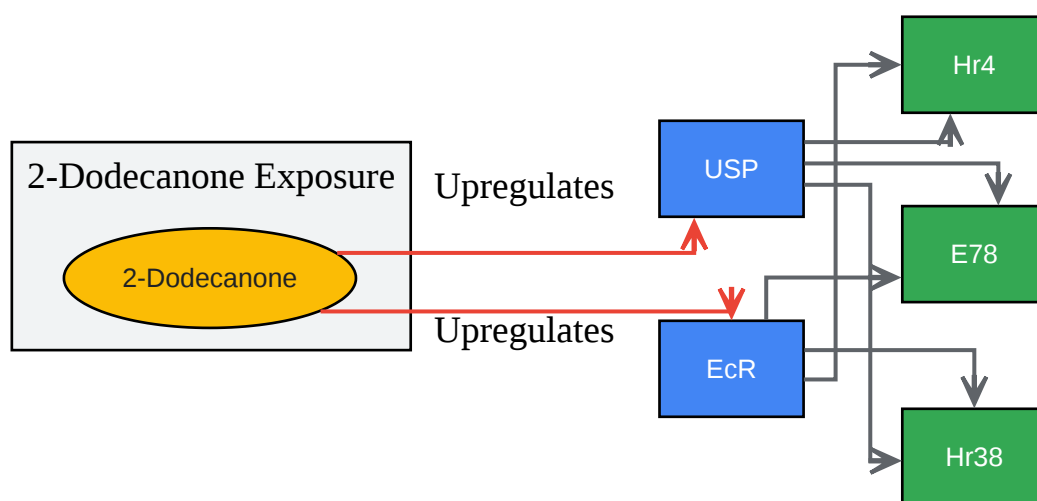 2-Dodecanone Exposure
2-Dodecanone
Upregulates
Upregulates
USP
EcR
Hr4
E78
Hr38